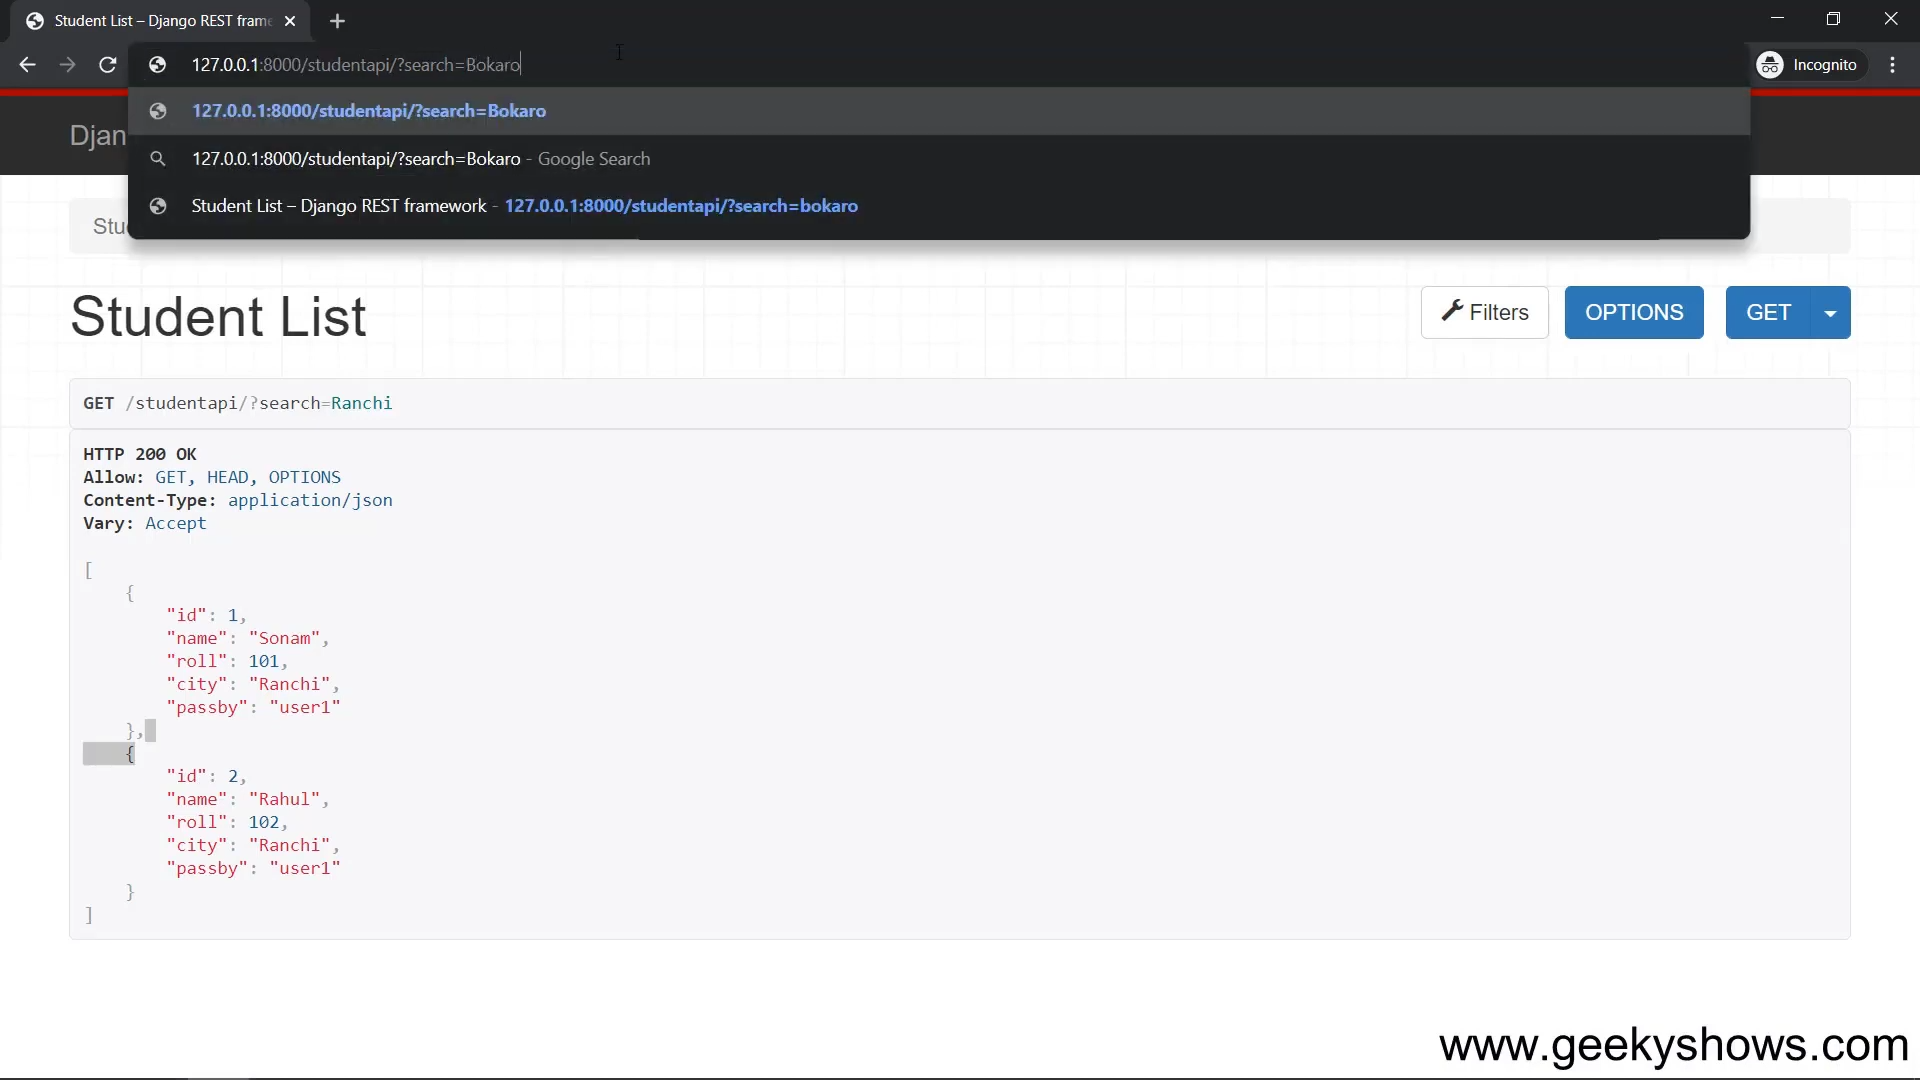 Student List – Django REST frame
127.0.0.1:8000/studentapi/?search=Bokaro
Incognito
127.0.0.1:8000/studentapi/?search=Bokaro
Djan
127.0.0.1:8000/studentapi/?search=Bokaro - Google Search
Student List – Django REST framework - 127.0.0.1:8000/studentapi/?search=bokaro
Stu
Student List
Filters
OPTIONS
GET
GET /studentapi/?search=Ranchi
HTTP 200 OK
Allow: GET, HEAD, OPTIONS
Content-Type: application/json
Vary: Accept
[
{
"id": 1,
"name": "Sonam",
"roll": 101,
"city": "Ranchi",
"passby": "user1"
},
{
"id": 2,
"name": "Rahul",
"roll": 102,
"city": "Ranchi",
"passby": "user1"
}
]
www.geekyshows.com